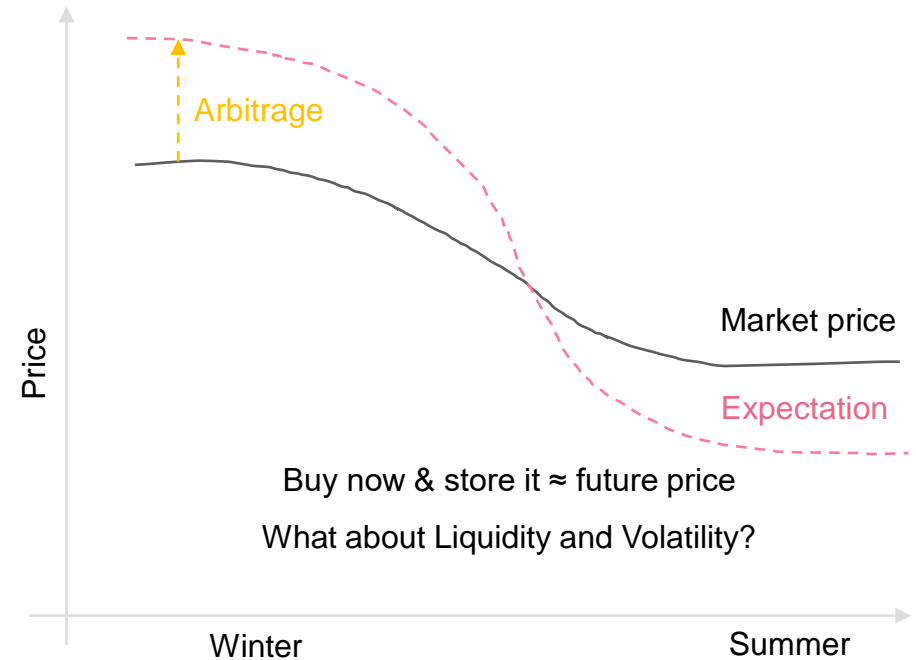 Arbitrage
Price
Market price
Expectation
Buy now & store it ≈ future price
What about Liquidity and Volatility?
Winter
Summer